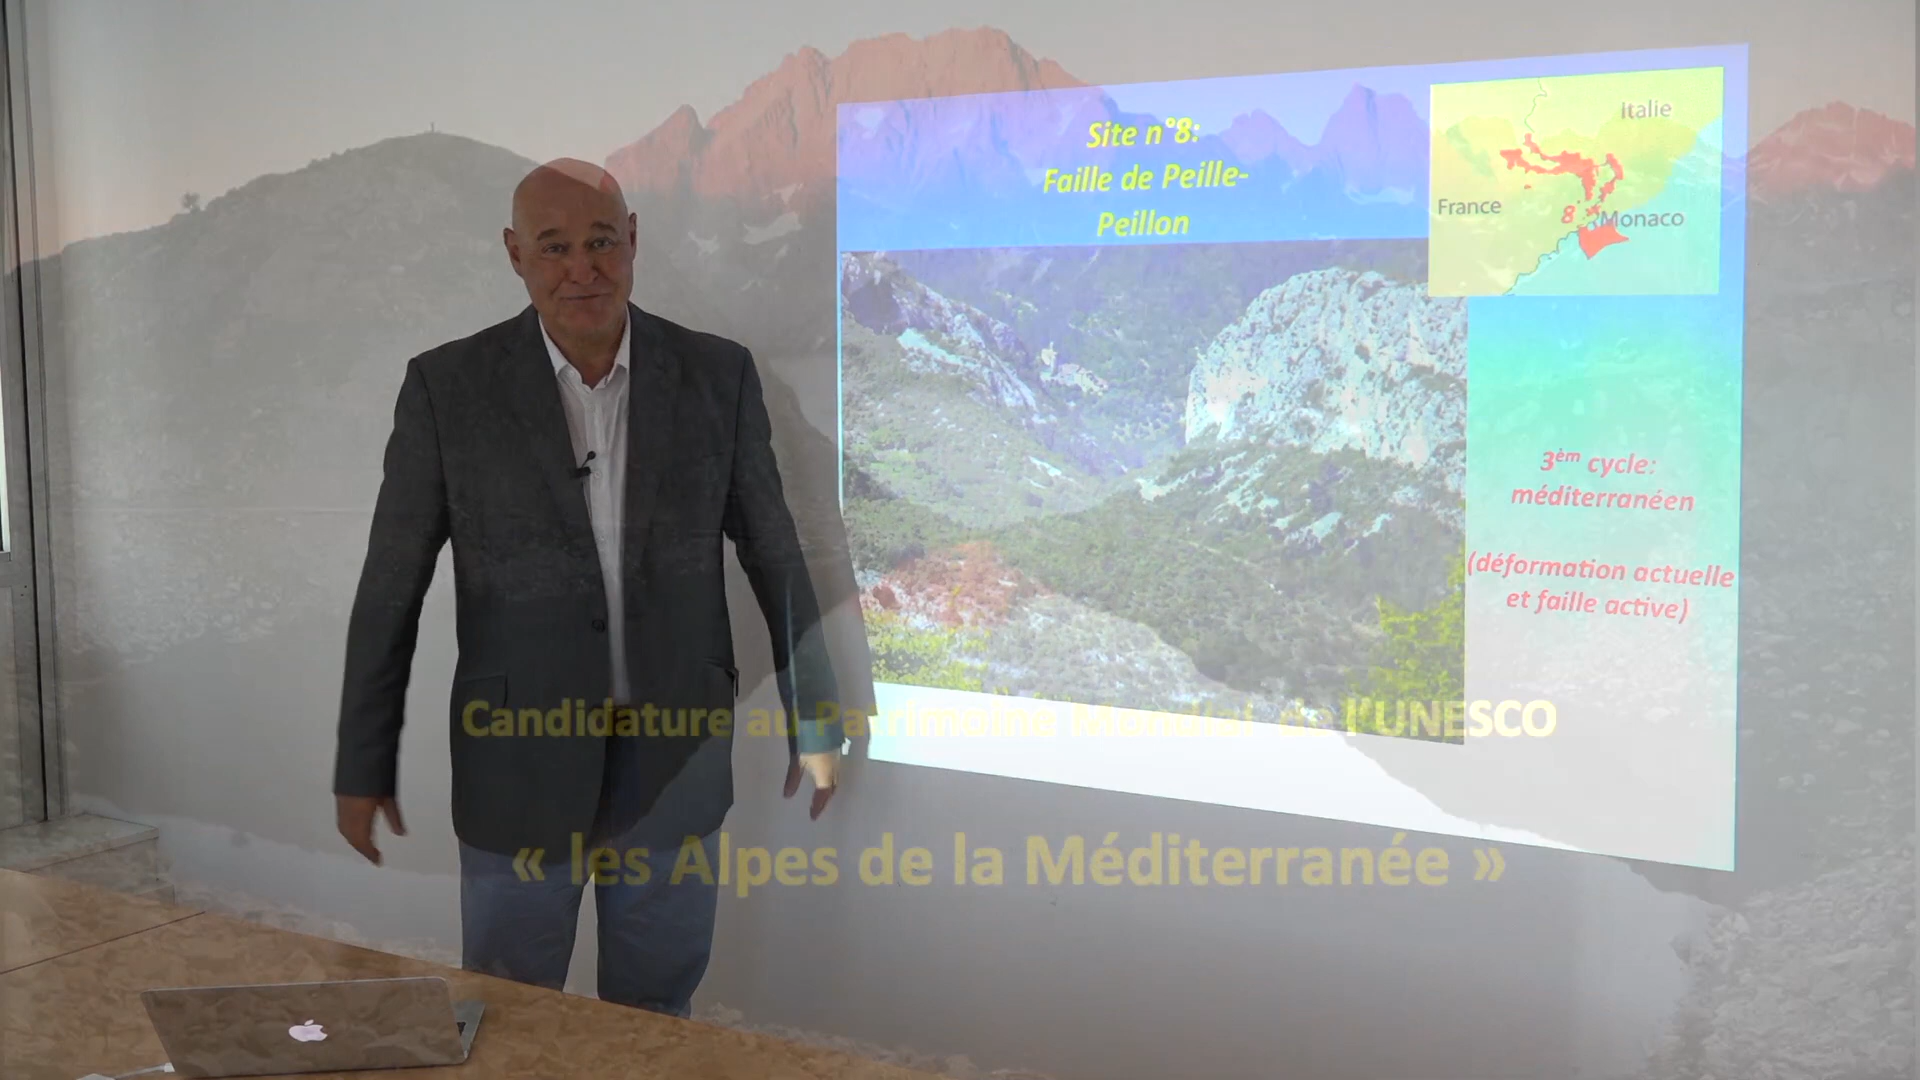 Site n°8:
Faille de Peille-
Peillon
Italie
France
8
Monaco
3èm cycle:
méditerranéen
(déformation actuelle
et faille active)
Candidature au Patrimoine Mondial de l'UNESCO
« les Alpes de la Méditerranée »